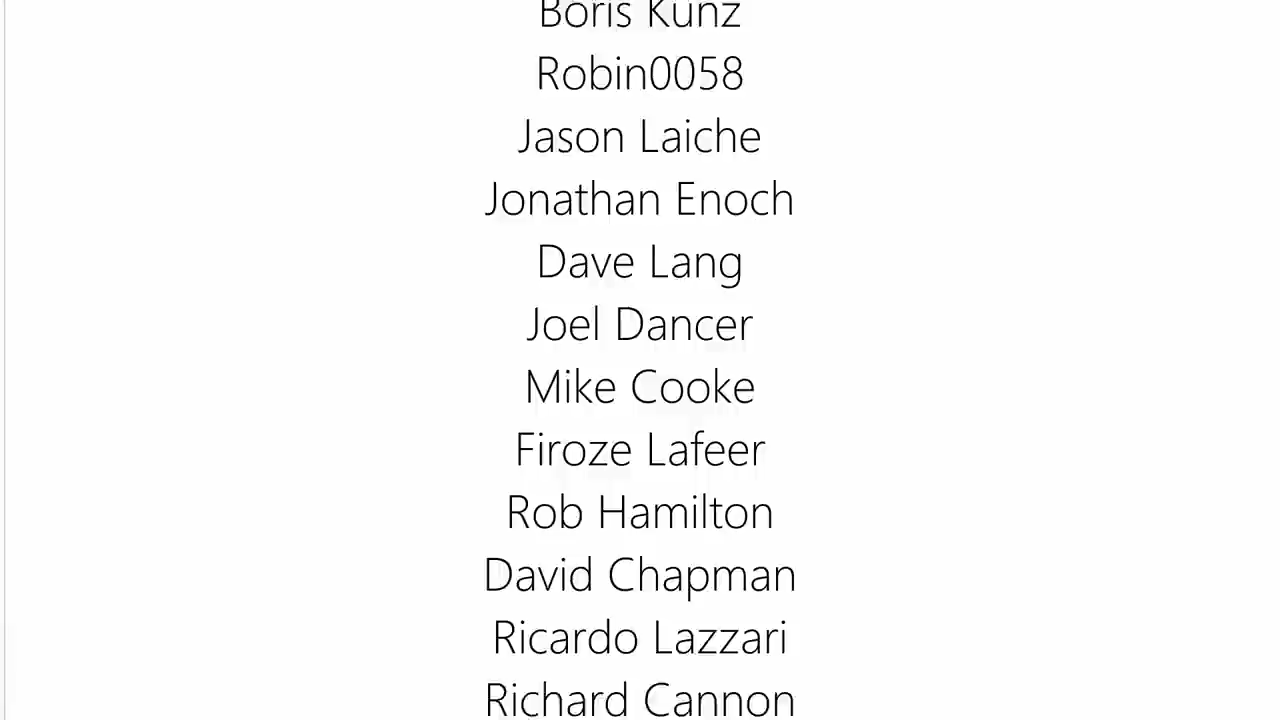 Boris Kunz
Robin0058
Jason Laiche
Jonathan Enoch
Dave Lang
Joel Dancer
Mike Cooke
Firoze Lafeer
Rob Hamilton
David Chapman
Ricardo Lazzari
Richard Cannon